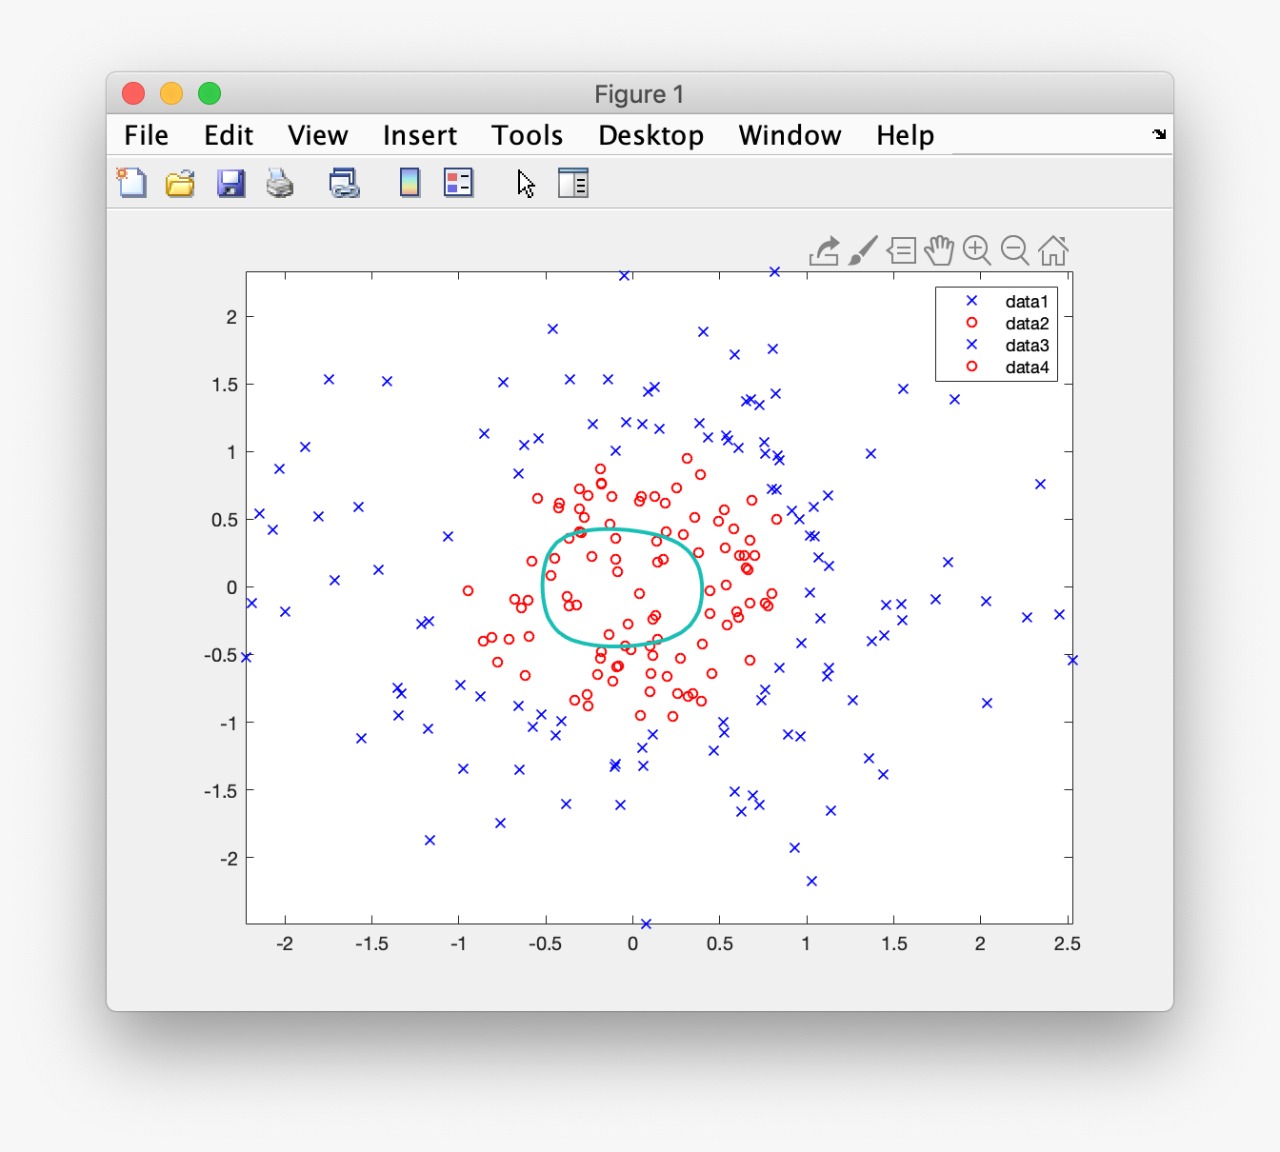 Figure 1
File Edit View Insert Tools Desktop Window Help
data1
data2
data3
data4
2
1.5
1
0.5
0
-0.5
-1
-1.5
-2
-2 -1.5 -1 -0.5 0 0.5 1 1.5 2 2.5